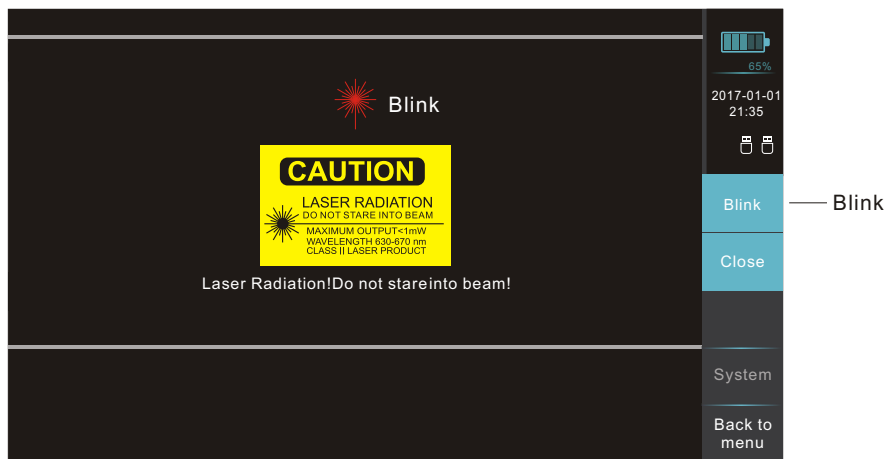 65%
2017-01-01
21:35
Blink
CAUTION
LASER RADIATION
DO NOT STARE INTO BEAM
MAXIMUM OUTPUT<1mW
WAVELENGTH 630-670 nm
CLASS II LASER PRODUCT
Laser Radiation!Do not stareinto beam!
Blink
Close
System
Back to
menu
Blink